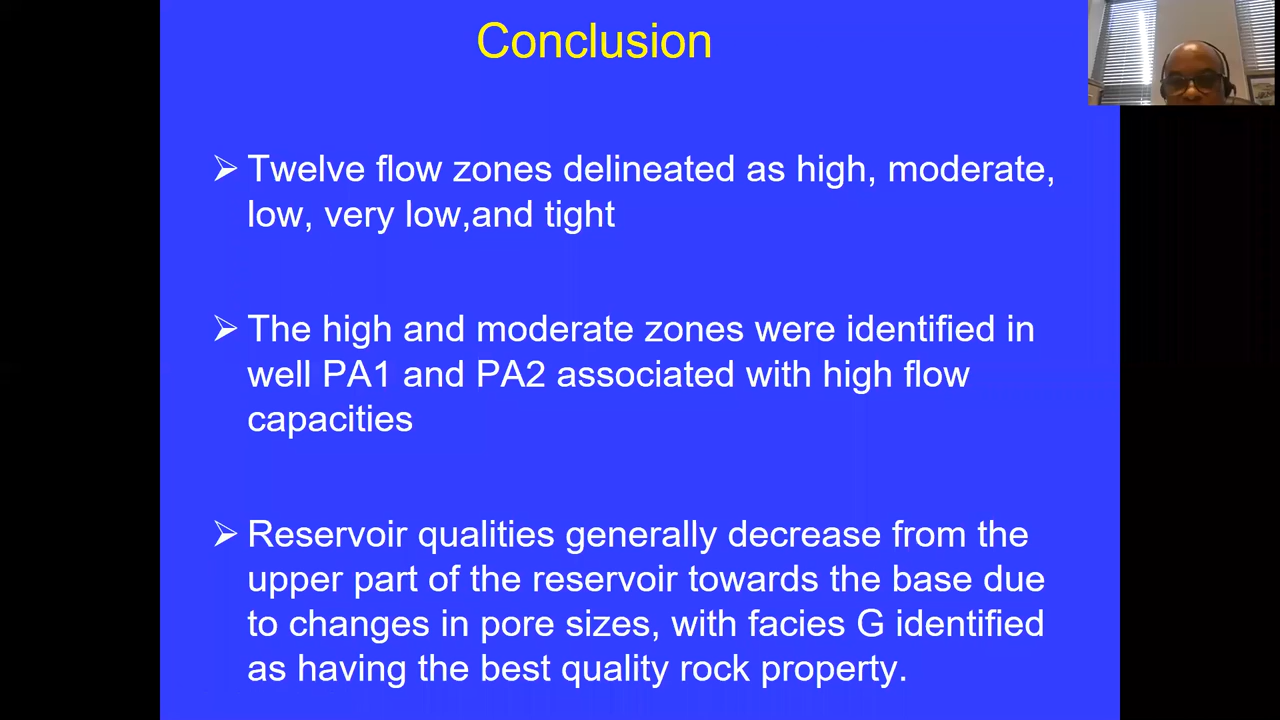 Conclusion
➢ Twelve flow zones delineated as high, moderate,
low, very low,and tight
➢ The high and moderate zones were identified in
well PA1 and PA2 associated with high flow
capacities
➢ Reservoir qualities generally decrease from the
upper part of the reservoir towards the base due
to changes in pore sizes, with facies G identified
as having the best quality rock property.